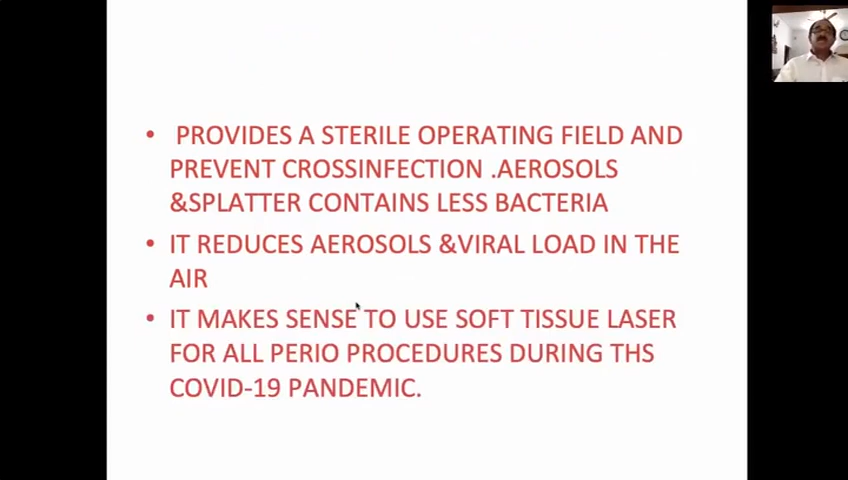 • PROVIDES A STERILE OPERATING FIELD AND
PREVENT CROSSINFECTION .AEROSOLS
&SPLATTER CONTAINS LESS BACTERIA
• IT REDUCES AEROSOLS &VIRAL LOAD IN THE
AIR
• IT MAKES SENSE TO USE SOFT TISSUE LASER
FOR ALL PERIO PROCEDURES DURING THS
COVID-19 PANDEMIC.